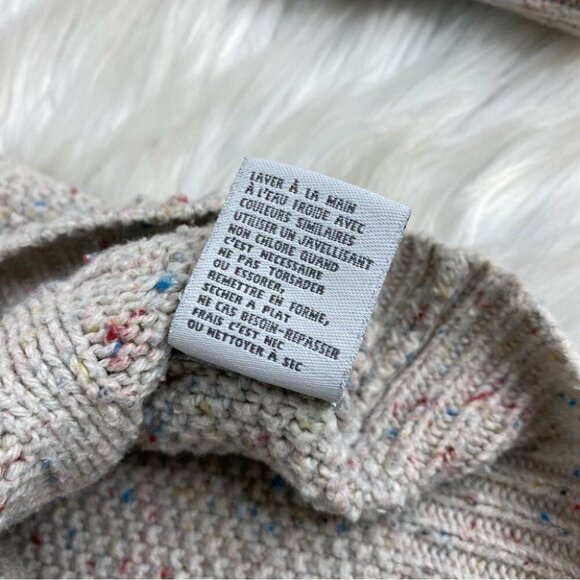 LAVER À LA MAIN
À L'EAU FROIDE AVEC
COULEURS SIMILAIRES
UTILISER UN JAVELLISANT
NON CHLORE QUAND
C'EST NECESSAIRE
NE PAS TORSADER
OU ESSORER,
REMETTRE EN FORME,
SECHER A PLAT
NE CAS BESOIN-REPASSER
FRAIS C'EST NEC
OU NETTOYER À SEC